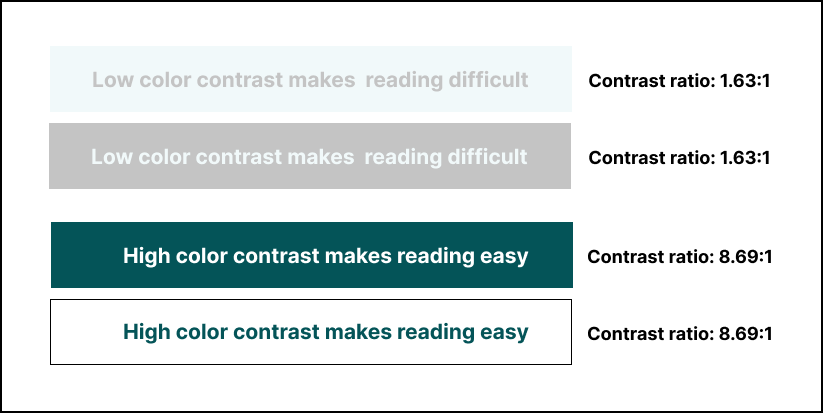 Low color contrast makes  reading difficult
Contrast ratio: 1.63:1
Low color contrast makes  reading difficult
Contrast ratio: 1.63:1
High color contrast makes reading easy
Contrast ratio: 8.69:1
High color contrast makes reading easy
Contrast ratio: 8.69:1